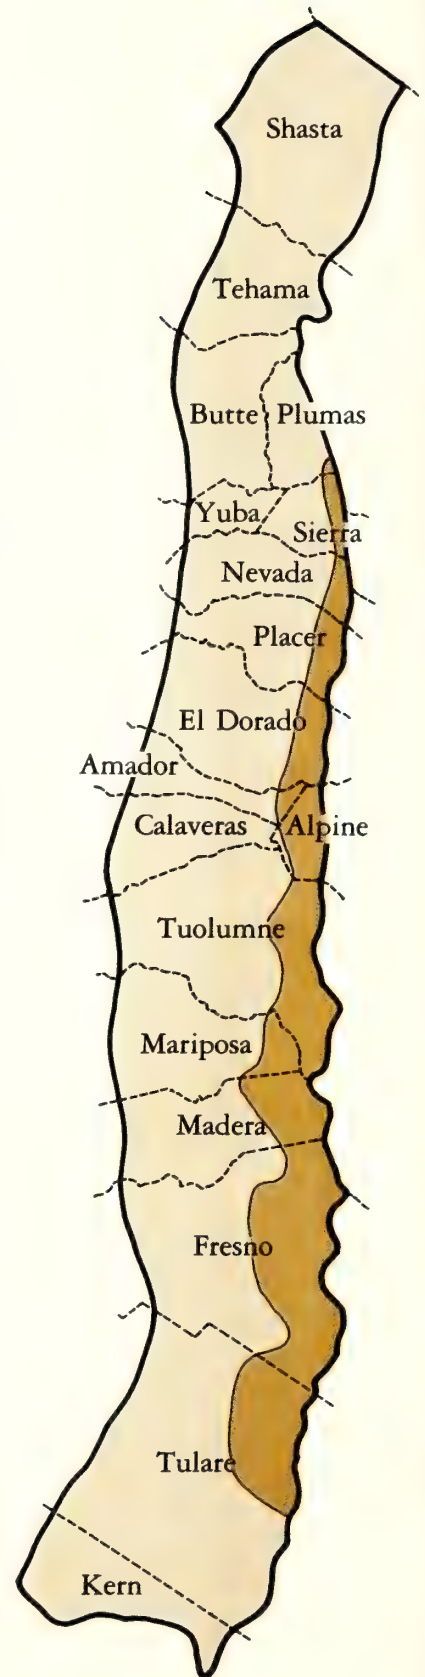 Shasta
Tehama
Butte
Plumas
Yuba
Sierra
Nevada
Placer
El Dorado
Amador
Calaveras
Alpine
Tuolumne
Mariposa
Madera
Fresno
Tulare
Kern